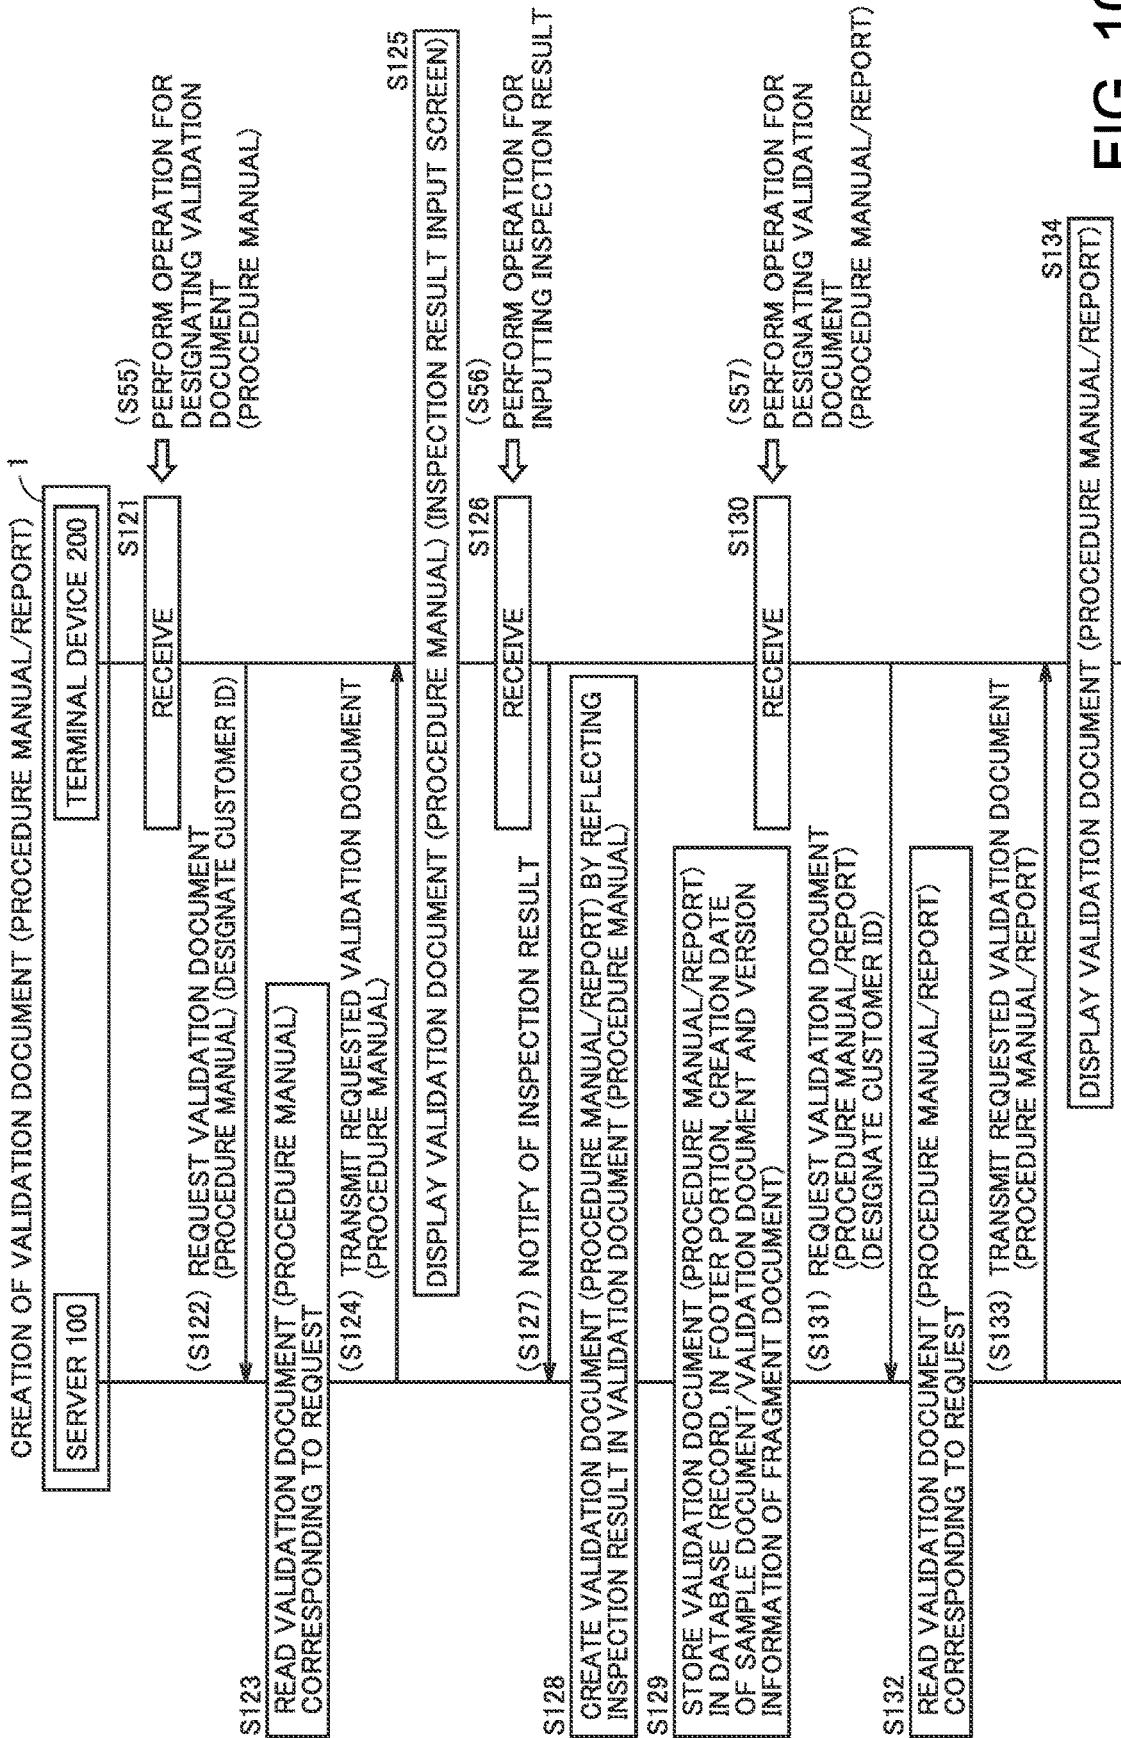 CREATION OF VALIDATION DOCUMENT (PROCEDURE MANUAL/REPORT)
1
SERVER 100
TERMINAL DEVICE 200
S121
RECEIVE
(S55)
PERFORM OPERATION FOR
DESIGNATING VALIDATION
DOCUMENT
(PROCEDURE MANUAL)
(S122) REQUEST VALIDATION DOCUMENT
(PROCEDURE MANUAL) (DESIGNATE CUSTOMER ID)
S123
READ VALIDATION DOCUMENT (PROCEDURE MANUAL)
CORRESPONDING TO REQUEST
(S124) TRANSMIT REQUESTED VALIDATION DOCUMENT
(PROCEDURE MANUAL)
S125
DISPLAY VALIDATION DOCUMENT (PROCEDURE MANUAL) (INSPECTION RESULT INPUT SCREEN)
S126
RECEIVE
(S56)
PERFORM OPERATION FOR
INPUTTING INSPECTION RESULT
(S127) NOTIFY OF INSPECTION RESULT
S128
CREATE VALIDATION DOCUMENT (PROCEDURE MANUAL/REPORT) BY REFLECTING
INSPECTION RESULT IN VALIDATION DOCUMENT (PROCEDURE MANUAL)
S129
STORE VALIDATION DOCUMENT (PROCEDURE MANUAL/REPORT)
IN DATABASE (RECORD, IN FOOTER PORTION, CREATION DATE
OF SAMPLE DOCUMENT/VALIDATION DOCUMENT AND VERSION
INFORMATION OF FRAGMENT DOCUMENT)
S130
RECEIVE
(S57)
PERFORM OPERATION FOR
DESIGNATING VALIDATION
DOCUMENT
(PROCEDURE MANUAL/REPORT)
(S131) REQUEST VALIDATION DOCUMENT
(PROCEDURE MANUAL/REPORT)
(DESIGNATE CUSTOMER ID)
S132
READ VALIDATION DOCUMENT (PROCEDURE MANUAL/REPORT)
CORRESPONDING TO REQUEST
(S133) TRANSMIT REQUESTED VALIDATION DOCUMENT
(PROCEDURE MANUAL/REPORT)
S134
DISPLAY VALIDATION DOCUMENT (PROCEDURE MANUAL/REPORT)
FIG. 10